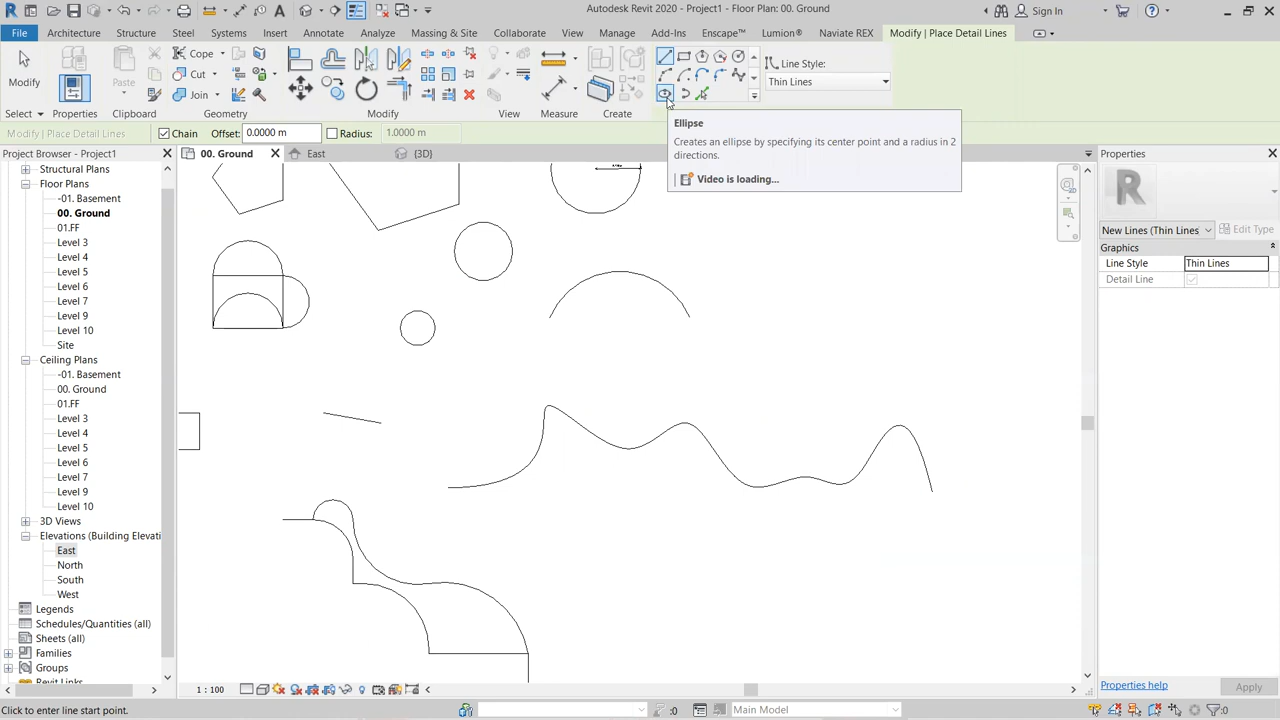 Autodesk Revit 2020 - Project1 - Floor Plan: 00. Ground
Sign In
File Architecture Structure Steel Systems Insert Annotate Analyze Massing & Site Collaborate View Manage Add-Ins Enscape™ Lumion® Naviate REX Modify | Place Detail Lines
Modify
Paste
Cope
Cut
Join
Line Style:
Thin Lines
Select Properties Clipboard Geometry Modify View Measure Create
Modify | Place Detail Lines Chain Offset: 0.0000 m Radius: 1.0000 m
Ellipse
Creates an ellipse by specifying its center point and a radius in 2
directions.
Video is loading...
Project Browser - Project1
00. Ground East {3D}
Properties
Structural Plans
Floor Plans
-01. Basement
00. Ground
01.FF
Level 3
Level 4
Level 5
Level 6
Level 7
Level 9
Level 10
Site
Ceiling Plans
-01. Basement
00. Ground
01.FF
Level 3
Level 4
Level 5
Level 6
Level 7
Level 9
Level 10
3D Views
Elevations (Building Elevati
East
North
South
West
Legends
Schedules/Quantities (all)
Sheets (all)
Families
Groups
Revit Links
New Lines (Thin Lines Edit Type
Graphics
Line Style Thin Lines
Detail Line
Properties help Apply
1 : 100
Click to enter line start point.
:0 Main Model :0